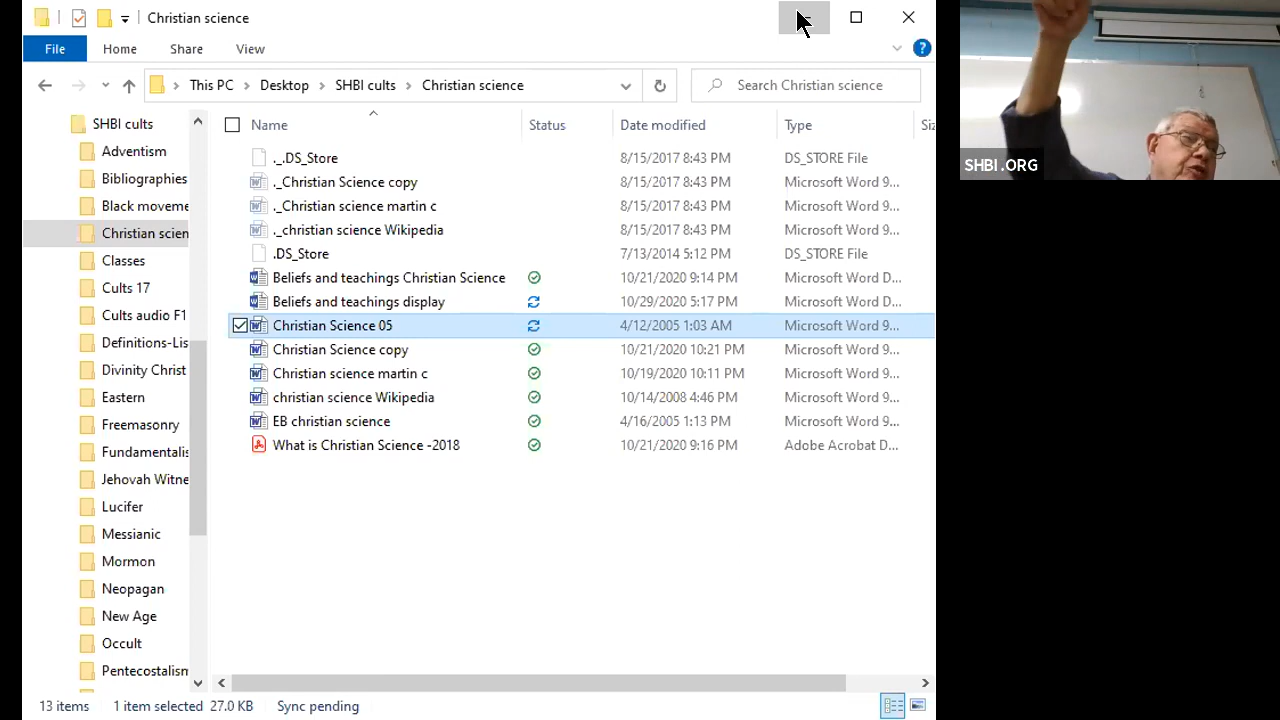 Christian science
File Home Share View
This PC Desktop SHBI cults Christian science Search Christian science
Name Status Date modified Type Siz
SHBI cults
Adventism
Bibliographies
Black moveme
Christian scien
Classes
Cults 17
Cults audio F1
Definitions-Lis
Divinity Christ
Eastern
Freemasonry
Fundamentalis
Jehovah Witne
Lucifer
Messianic
Mormon
Neopagan
New Age
Occult
Pentecostalism
._.DS_Store 8/15/2017 8:43 PM DS_STORE File
._Christian Science copy 8/15/2017 8:43 PM Microsoft Word 9...
._Christian science martin c 8/15/2017 8:43 PM Microsoft Word 9...
._christian science Wikipedia 8/15/2017 8:43 PM Microsoft Word 9...
.DS_Store 7/13/2014 5:12 PM DS_STORE File
Beliefs and teachings Christian Science 10/21/2020 9:14 PM Microsoft Word D...
Beliefs and teachings display 10/29/2020 5:17 PM Microsoft Word D...
Christian Science 05 4/12/2005 1:03 AM Microsoft Word 9...
Christian Science copy 10/21/2020 10:21 PM Microsoft Word 9...
Christian science martin c 10/19/2020 10:11 PM Microsoft Word 9...
christian science Wikipedia 10/14/2008 4:46 PM Microsoft Word 9...
EB christian science 4/16/2005 1:13 PM Microsoft Word 9...
What is Christian Science -2018 10/21/2020 9:16 PM Adobe Acrobat D...
13 items 1 item selected 27.0 KB Sync pending
SHBI.ORG